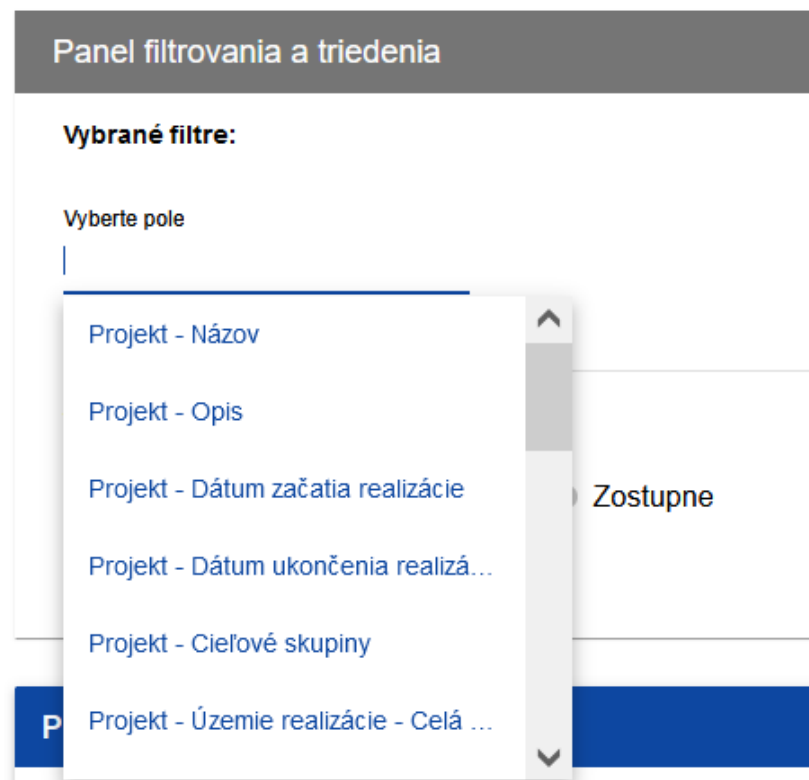 Panel filtrovania a triedenia
Vybrané filtre:
Vyberte pole
Projekt - Názov
Projekt - Opis
Projekt - Dátum začatia realizácie
Zostupne
Projekt - Dátum ukončenia realizá...
Projekt - Cieľové skupiny
Projekt - Územie realizácie - Celá ...
P